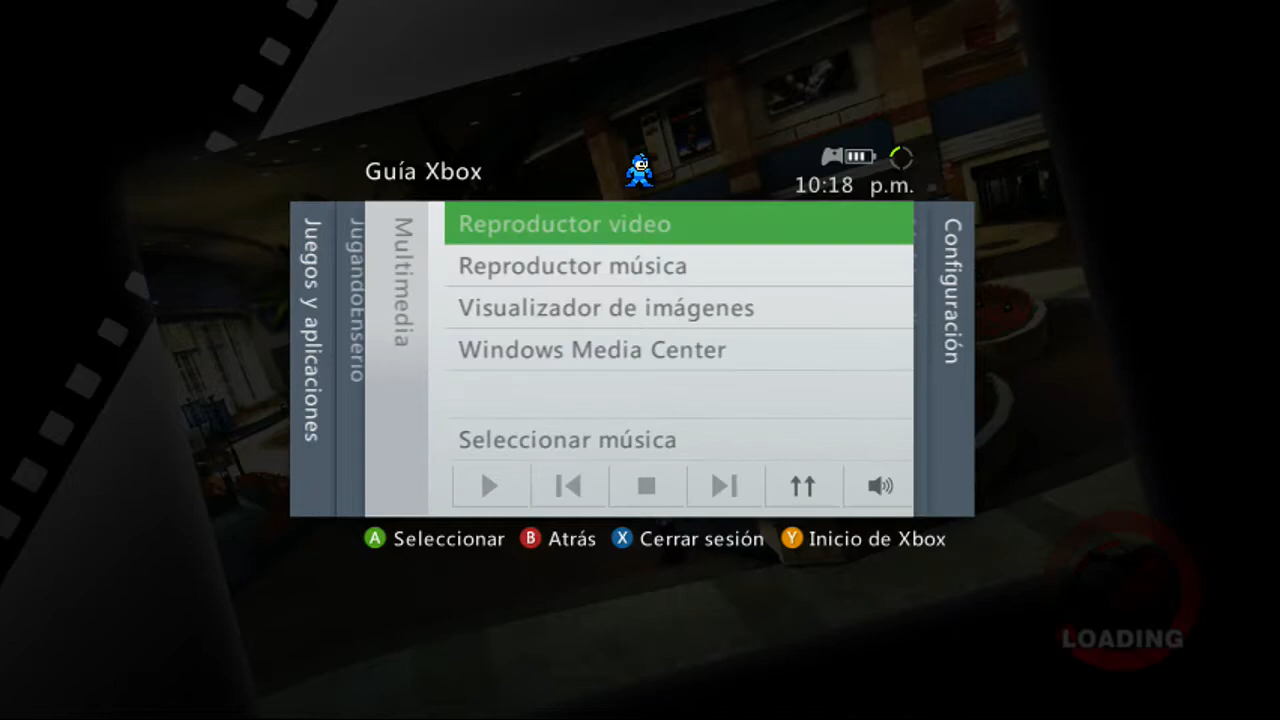 Guía Xbox
10:18 p.m.
Juegos y aplicaciones
JugandoEnserio
Multimedia
Reproductor video
Reproductor música
Visualizador de imágenes
Windows Media Center
Seleccionar música
Configuración
A Seleccionar B Atrás X Cerrar sesión Y Inicio de Xbox
LOADING